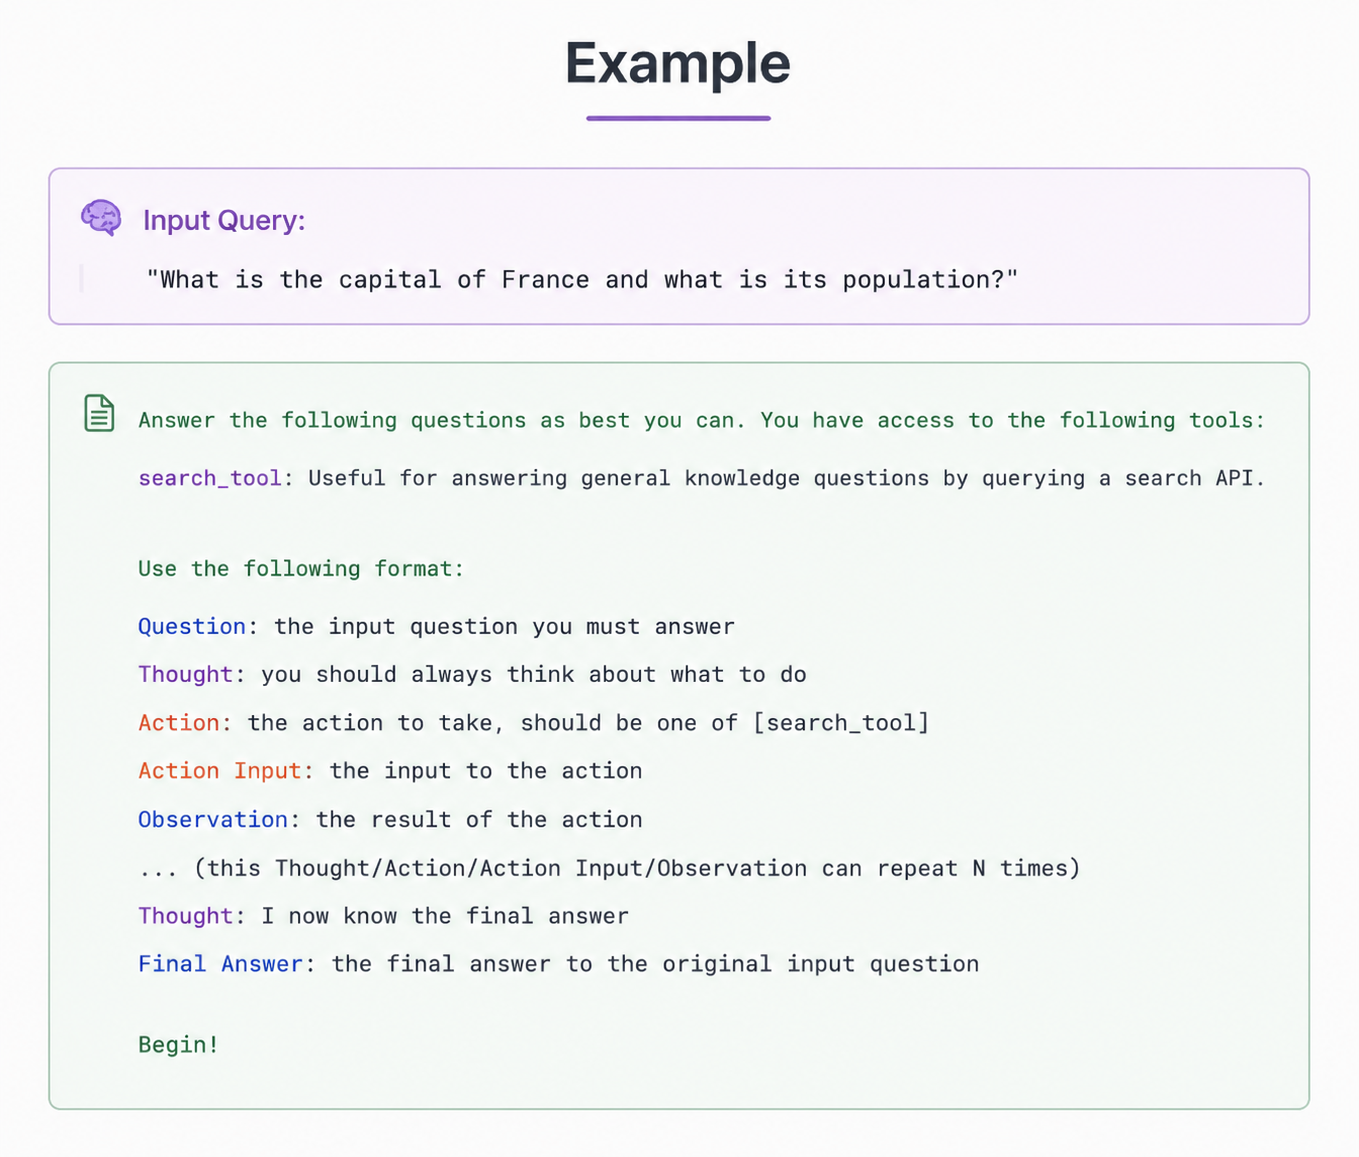 Example
Input Query:
"What is the capital of France and what is its population?"
Answer the following questions as best you can. You have access to the following tools:
search_tool: Useful for answering general knowledge questions by querying a search API.
Use the following format:
Question: the input question you must answer
Thought: you should always think about what to do
Action: the action to take, should be one of [search_tool]
Action Input: the input to the action
Observation: the result of the action
... (this Thought/Action/Action Input/Observation can repeat N times)
Thought: I now know the final answer
Final Answer: the final answer to the original input question
Begin!